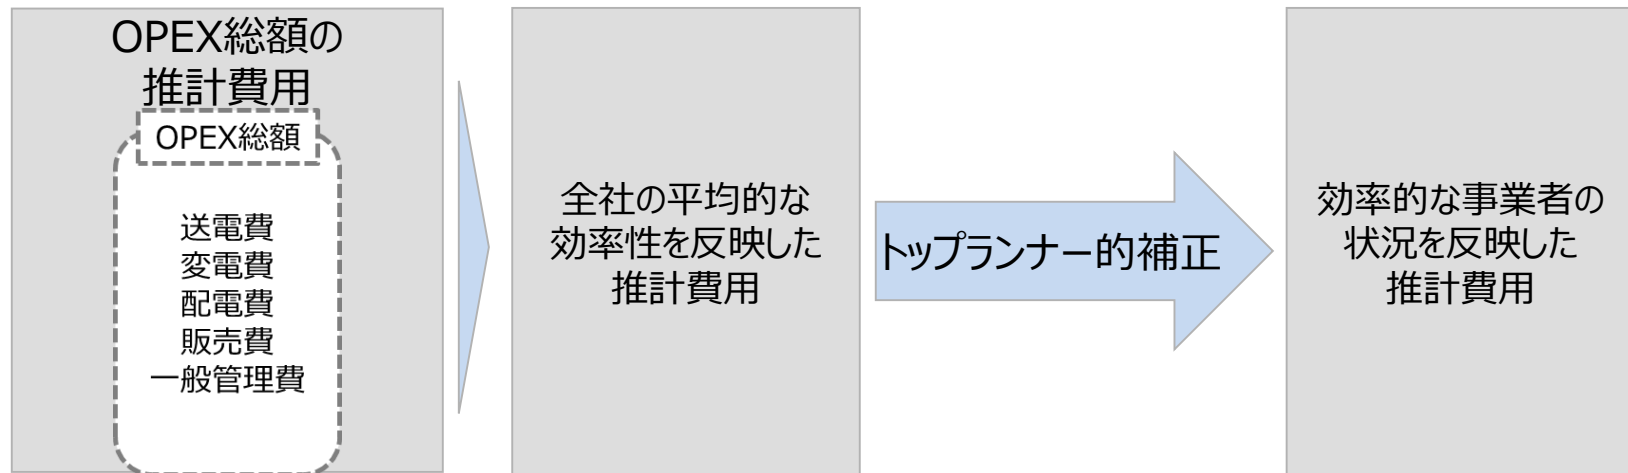 OPEX総額の
推計費用
OPEX総額
送電費
変電費
配電費
販売費
一般管理費
全社の平均的な
効率性を反映した
推計費用
トップランナー的補正
効率的な事業者の
状況を反映した
推計費用